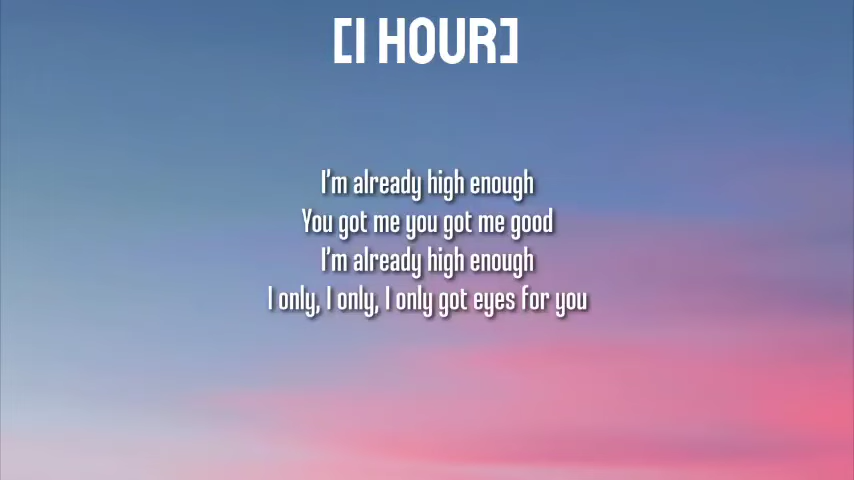 [1 HOUR]
I'm already high enough
You got me you got me good
I'm already high enough
I only, I only, I only got eyes for you